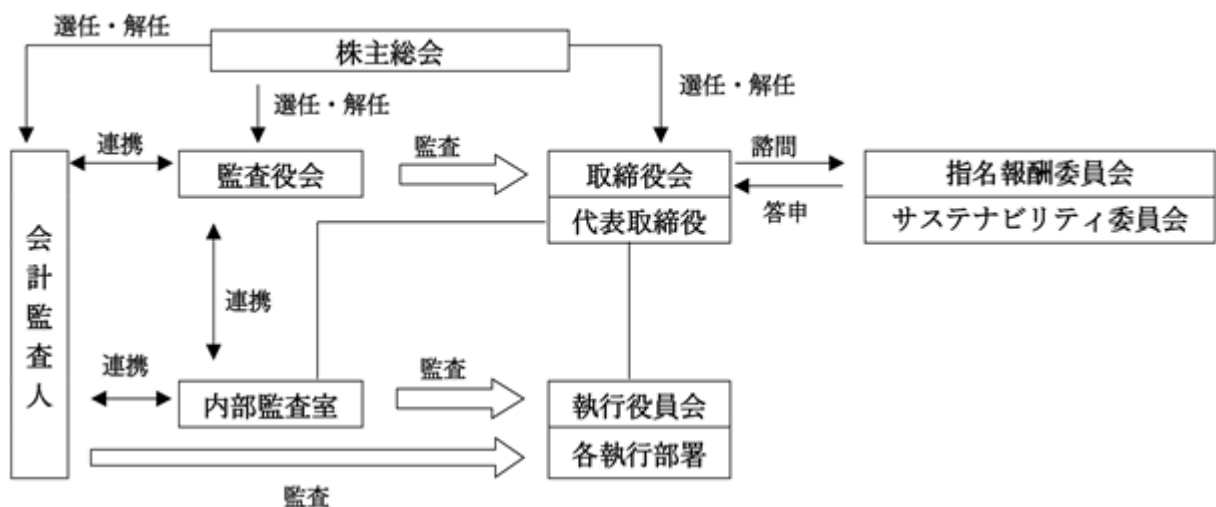 選任・解任
株主総会
選任・解任
選任・解任
連携
監査役会
監査
取締役会
諮問
指名報酬委員会
代表取締役
答申
サステナビリティ委員会
会計監査人
連携
連携
内部監査室
監査
執行役員会
各執行部署
監査